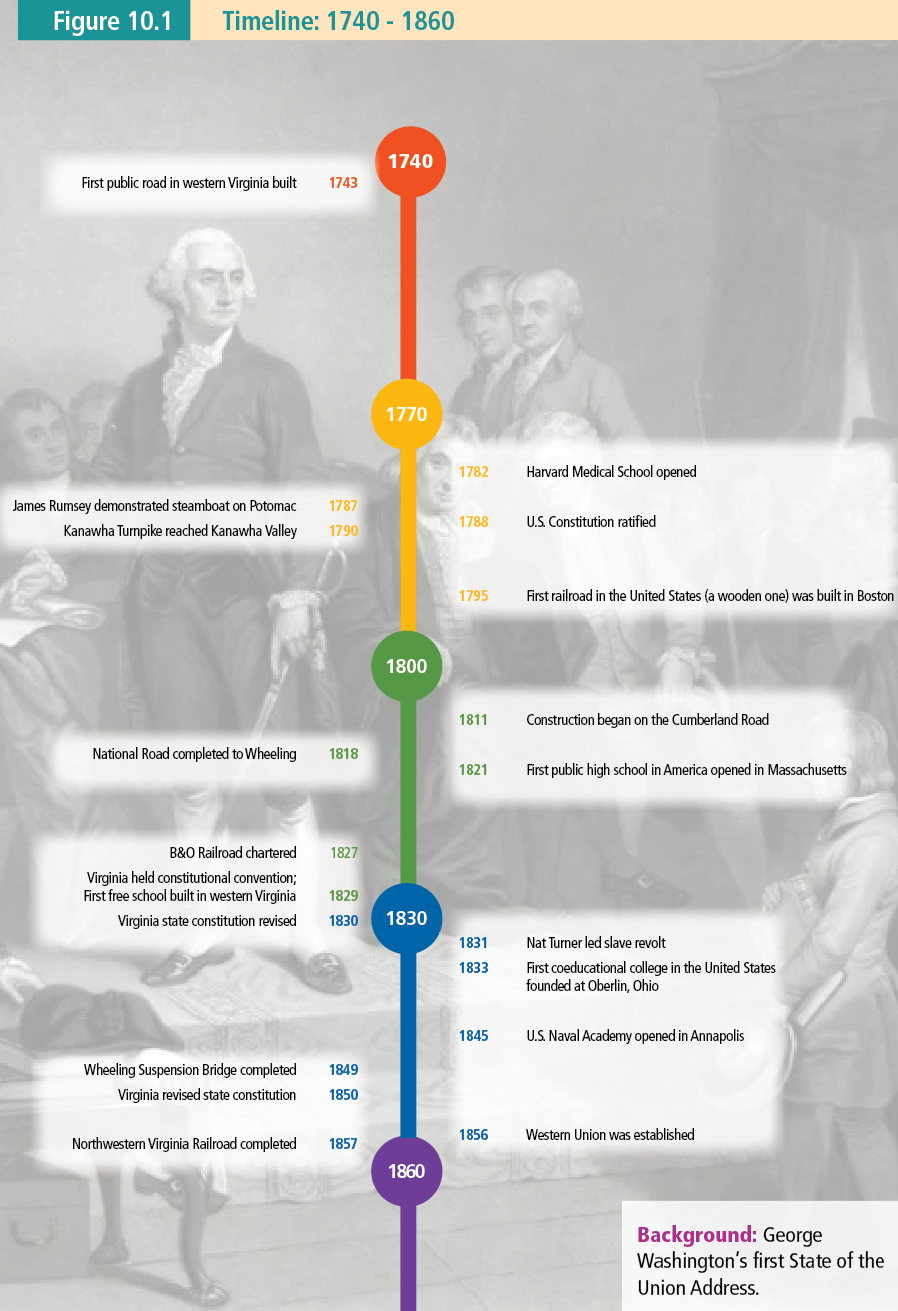 Figure 10.1 Timeline: 1740 - 1860
1740
First public road in western Virginia built 1743
1770
1782 Harvard Medical School opened
James Rumsey demonstrated steamboat on Potomac 1787
1788 U.S. Constitution ratified
Kanawha Turnpike reached Kanawha Valley 1790
1795 First railroad in the United States (a wooden one) was built in Boston
1800
1811 Construction began on the Cumberland Road
National Road completed to Wheeling 1818
1821 First public high school in America opened in Massachusetts
B&O Railroad chartered 1827
Virginia held constitutional convention;
First free school built in western Virginia 1829
Virginia state constitution revised 1830
1830
1831 Nat Turner led slave revolt
1833 First coeducational college in the United States
founded at Oberlin, Ohio
1845 U.S. Naval Academy opened in Annapolis
Wheeling Suspension Bridge completed 1849
Virginia revised state constitution 1850
1856 Western Union was established
Northwestern Virginia Railroad completed 1857
1860
Background: George
Washington's first State of the
Union Address.